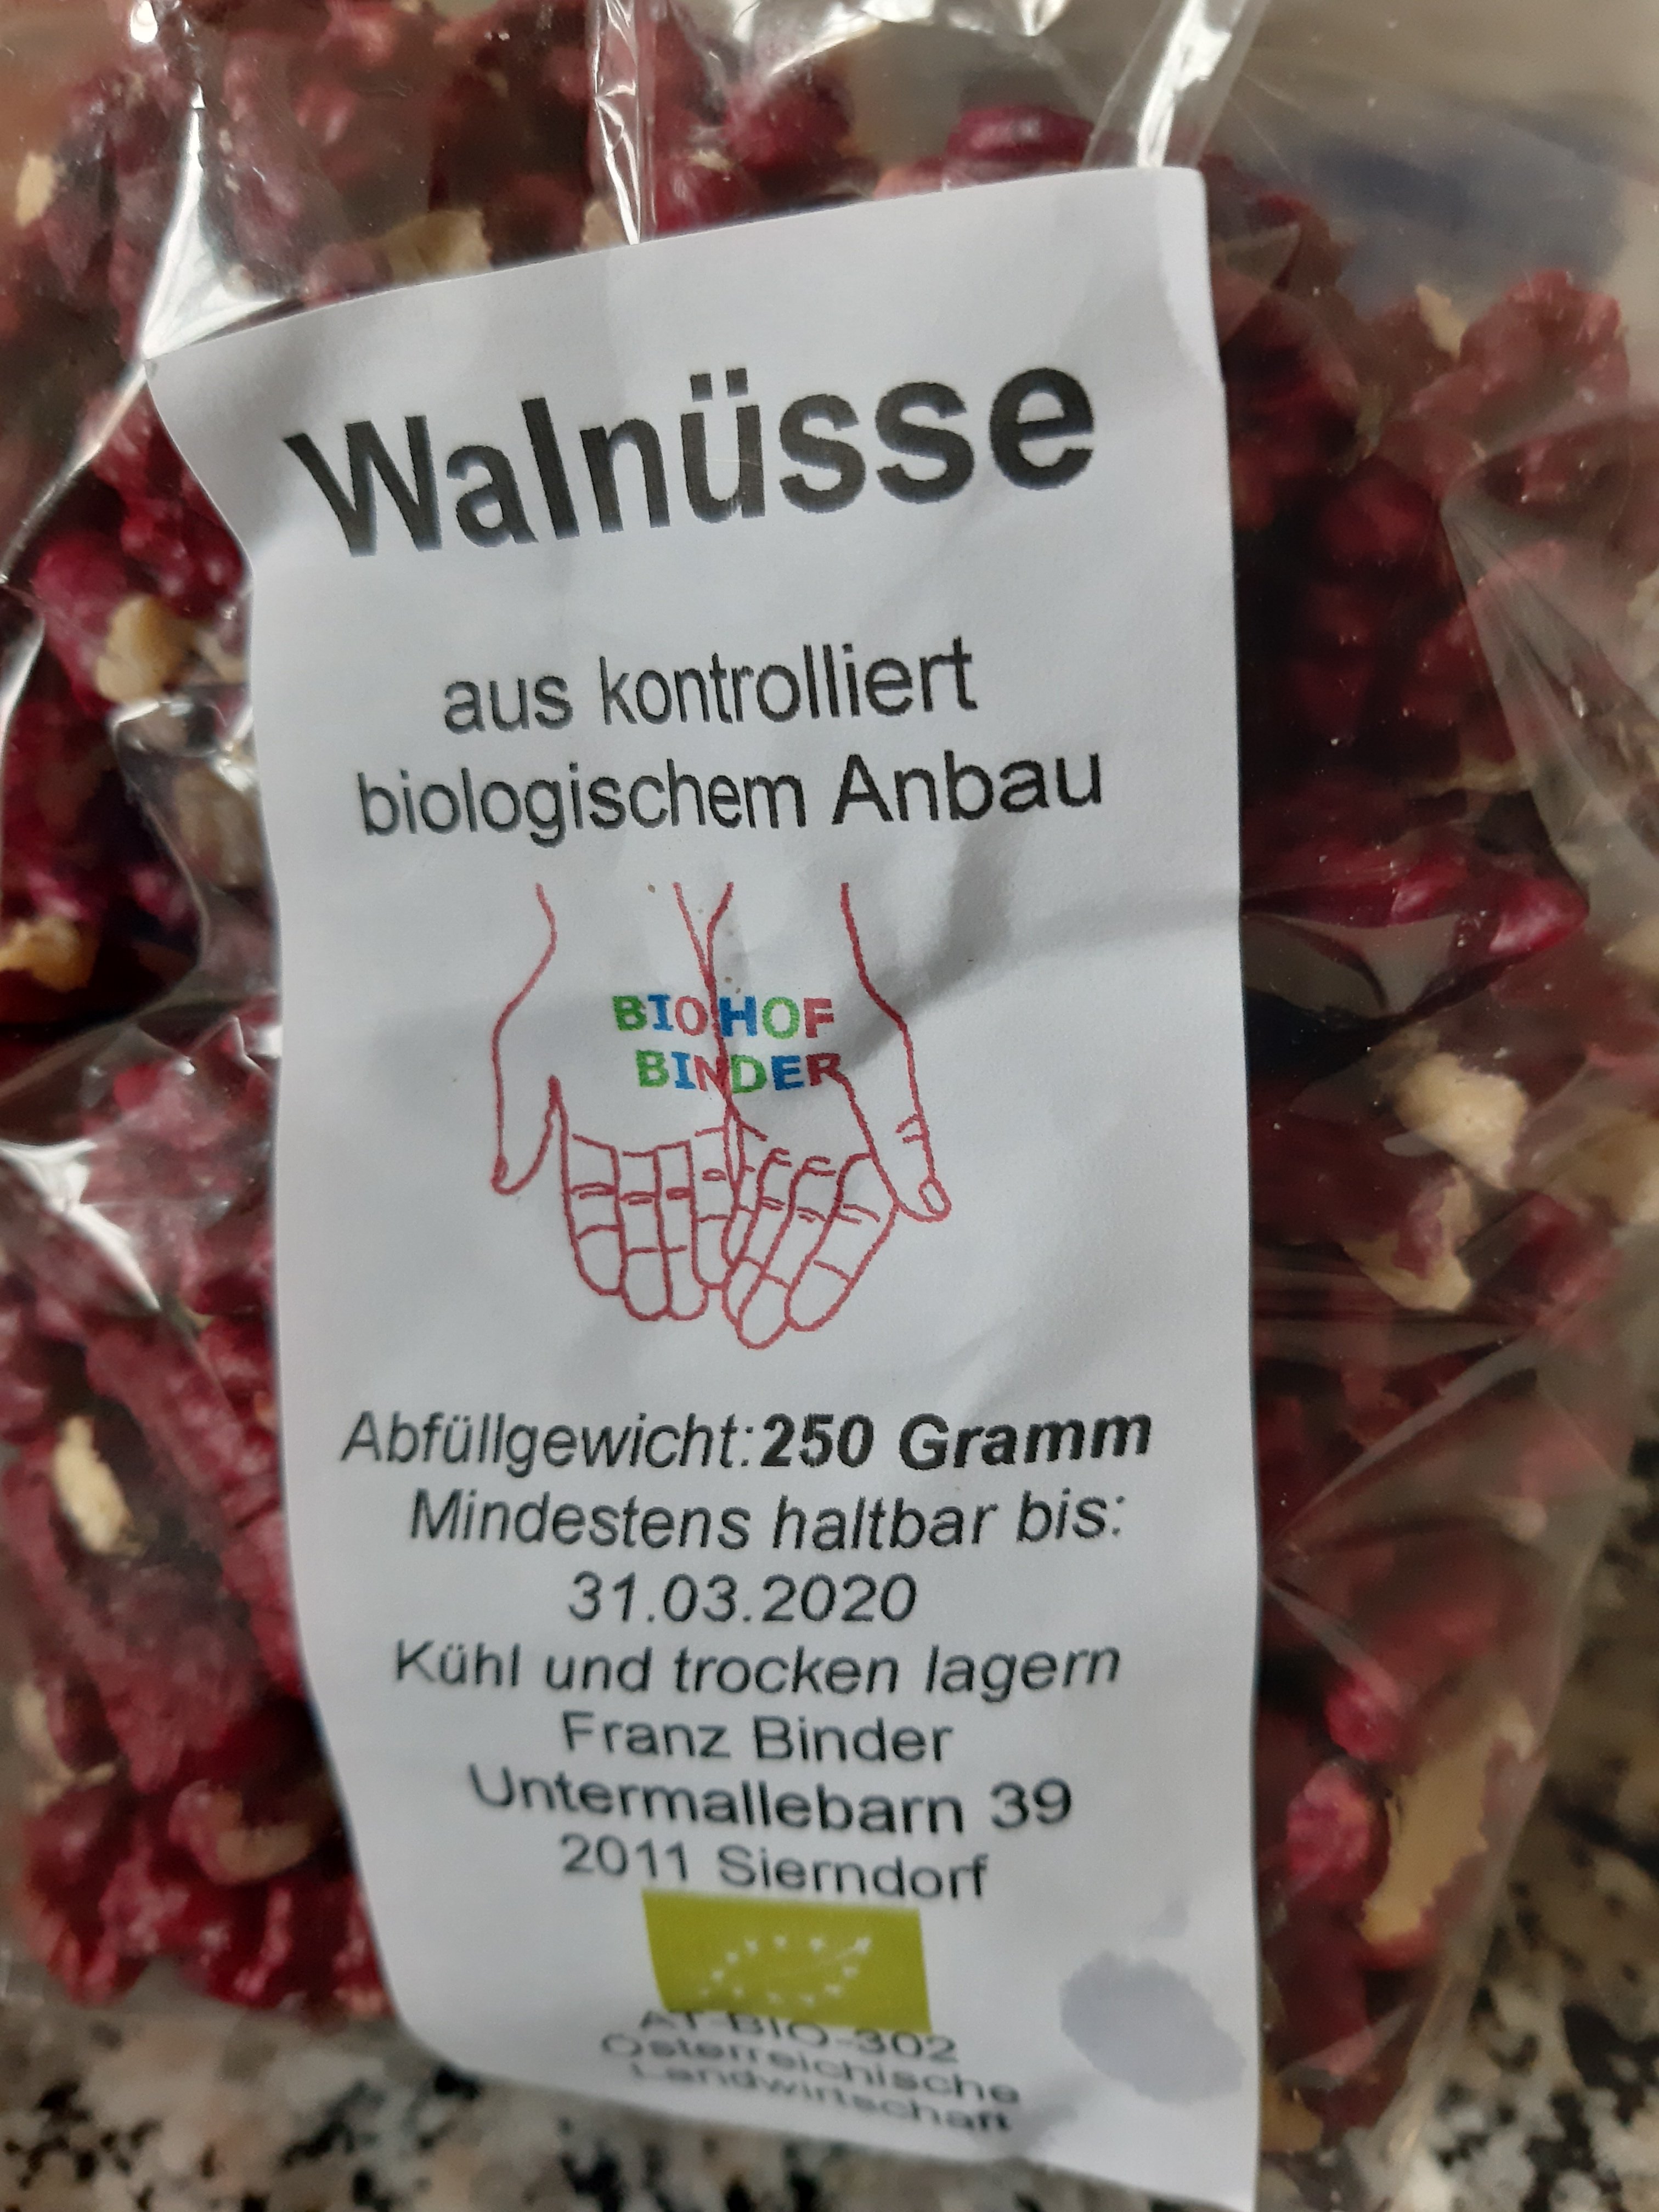 Walnüsse
aus kontrolliert
biologischem Anbau
BIOHOF
BINDER
Abfüllgewicht:250 Gramm
Mindestens haltbar bis:
31.03.2020
Kühl und trocken lagern
Franz Binder
Untermallebarn 39
2011 Sierndorf
AT-BIO-302
Österreichische
Landwirtschaft